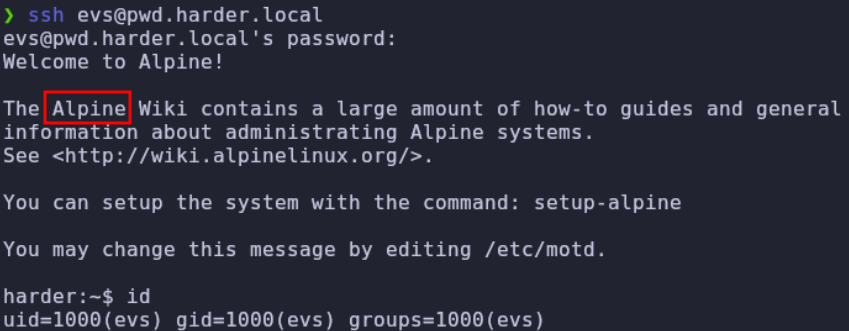 ❯ ssh evs@pwd.harder.local
evs@pwd.harder.local's password:
Welcome to Alpine!
The Alpine Wiki contains a large amount of how-to guides and general
information about administrating Alpine systems.
See <http://wiki.alpinelinux.org/>.
You can setup the system with the command: setup-alpine
You may change this message by editing /etc/motd.
harder:~$ id
uid=1000(evs) gid=1000(evs) groups=1000(evs)